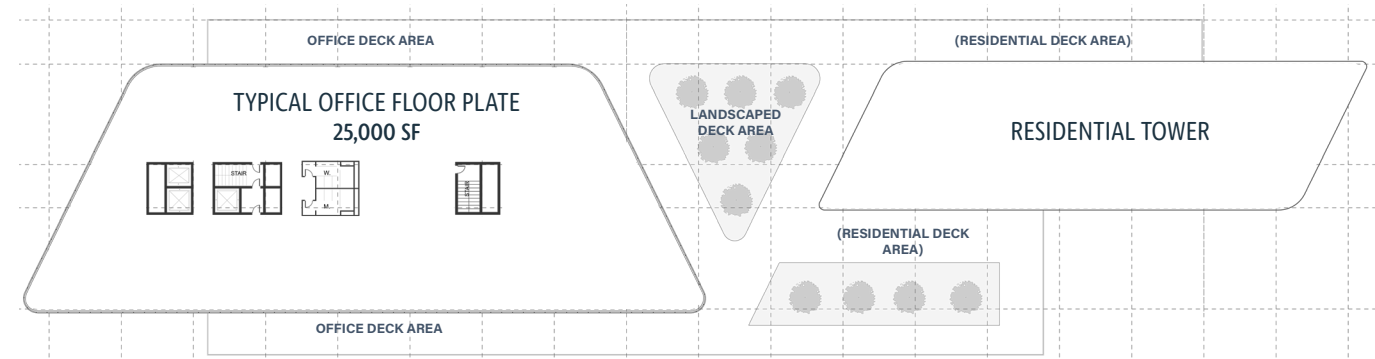 OFFICE DECK AREA
(RESIDENTIAL DECK AREA)
TYPICAL OFFICE FLOOR PLATE
25,000 SF
LANDSCAPED
DECK AREA
RESIDENTIAL TOWER
STAIR
W.
M.
STAIR
(RESIDENTIAL DECK
AREA)
OFFICE DECK AREA